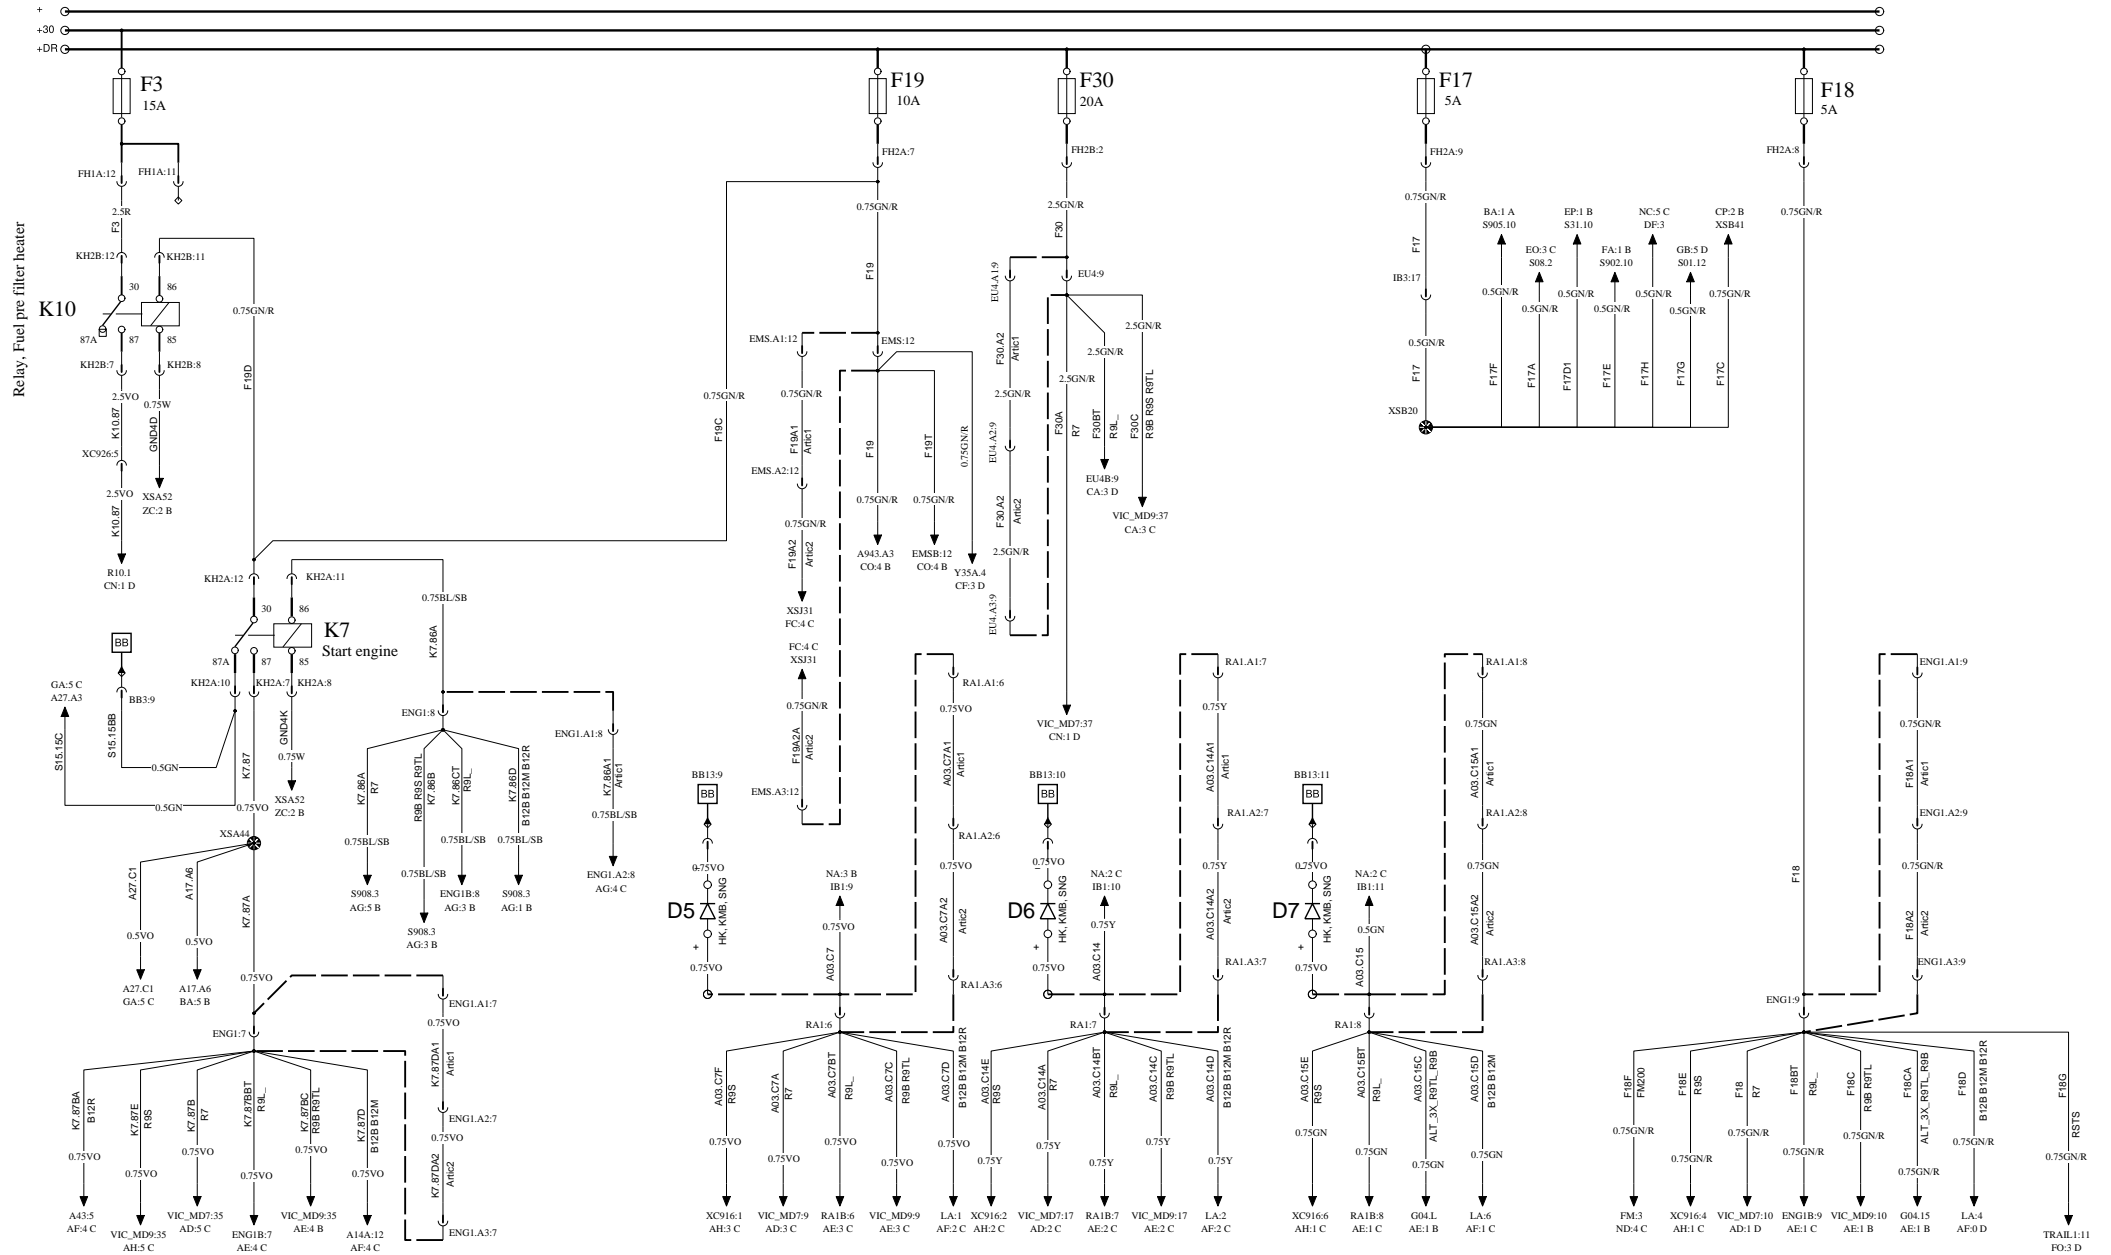 +
+30
+DR
F3
15A
F19
10A
F30
20A
F17
5A
F18
5A
FH1A:12
FH1A:11
FH2A:7
FH2B:2
FH2A:9
FH2A:8
2.5R
F3
0.75GN/R
2.5GN/R
0.75GN/R
0.75GN/R
F19
F30
F17
Relay, Fuel pre filter heater
KH2B:12
KH2B:11
30
86
K10
87A
87
85
KH2B:7
KH2B:8
2.5VO
0.75W
K10.87
GND4D
XC926:5
2.5VO
K10.87
XSA52
ZC:2 B
R10.1
CN:1 D
0.75GN/R
F19D
0.75GN/R
F19C
EMS.A1:12
EMS:12
0.75GN/R
F19A1
Artic1
EMS.A2:12
0.75GN/R
F19A2
Artic2
XSJ31
FC:4 C
FC:4 C
XSJ31
0.75GN/R
F19A2A
Artic2
EMS.A3:12
F19
F19T
0.75GN/R
0.75GN/R
0.75GN/R
A943.A3
CO:4 B
EMSB:12
CO:4 B
Y35A.4
CF:3 D
EU4.A1:9
EU4:9
F30.A2
Artic1
2.5GN/R
EU4.A2:9
F30.A2
Artic2
2.5GN/R
EU4.A3:9
2.5GN/R
2.5GN/R
2.5GN/R
F30A
R7
F30BT
R9L_
F30C
R9B R9S R9TL
EU4B:9
CA:3 D
VIC_MD9:37
CA:3 C
VIC_MD7:37
CN:1 D
IB3:17
0.5GN/R
F17
XSB20
BA:1 A
S905.10
EP:1 B
S31.10
NC:5 C
DF:3
CP:2 B
XSB41
EO:3 C
S08.2
FA:1 B
S902.10
GB:5 D
S01.12
0.5GN/R
0.5GN/R
0.5GN/R
0.75GN/R
0.5GN/R
0.5GN/R
0.5GN/R
F17F
F17A
F17D1
F17E
F17H
F17G
F17C
KH2A:12
KH2A:11
30
86
K7
Start engine
87A
87
85
KH2A:10
KH2A:7
KH2A:8
BB
BB3:9
GA:5 C
A27.A3
S15.15C
S15.15BB
0.5GN
0.5GN
K7.87
GND4K
0.75W
XSA52
ZC:2 B
0.75VO
XSA44
A27.C1
A17.A6
K7.87A
0.5VO
0.5VO
A27.C1
GA:5 C
A17.A6
BA:5 B
0.75VO
0.75BL/SB
K7.86A
ENG1:8
ENG1.A1:8
K7.86A
R7
R9B R9S R9TL
K7.86B
K7.86CT
R9L_
K7.86D
B12B B12M B12R
K7.86A1
Artic1
0.75BL/SB
0.75BL/SB
0.75BL/SB
0.75BL/SB
0.75BL/SB
S908.3
AG:5 B
S908.3
AG:3 B
ENG1B:8
AG:3 B
S908.3
AG:1 B
ENG1.A2:8
AG:4 C
ENG1:7
ENG1.A1:7
0.75VO
K7.87DA1
Artic1
ENG1.A2:7
0.75VO
K7.87DA2
Artic2
ENG1.A3:7
K7.87BA
B12R
K7.87E
R9S
K7.87B
R7
K7.87BBT
R9L_
K7.87BC
R9B R9TL
K7.87D
B12B B12M
0.75VO
0.75VO
0.75VO
0.75VO
0.75VO
0.75VO
A43:5
AF:4 C
VIC_MD9:35
AH:5 C
VIC_MD7:35
AD:5 C
ENG1B:7
AE:4 C
VIC_MD9:35
AE:4 B
A14A:12
AF:4 C
BB13:9
BB
0.75VO
D5
HK, KMB, SNG
+
0.75VO
NA:3 B
IB1:9
0.75VO
A03.C7
RA1.A1:6
0.75VO
A03.C7A1
Artic1
RA1.A2:6
0.75VO
A03.C7A2
Artic2
RA1.A3:6
RA1:6
A03.C7F
R9S
A03.C7A
R7
A03.C7BT
R9L_
A03.C7C
R9B R9TL
A03.C7D
B12B B12M B12R
0.75VO
0.75VO
0.75VO
0.75VO
0.75VO
XC916:1
AH:3 C
VIC_MD7:9
AD:3 C
RA1B:6
AE:3 C
VIC_MD9:9
AE:3 C
LA:1
AF:2 C
BB13:10
BB
0.75VO
D6
HK, KMB, SNG
+
0.75VO
NA:2 C
IB1:10
0.75Y
A03.C14
RA1.A1:7
0.75Y
A03.C14A1
Artic1
RA1.A2:7
0.75Y
A03.C14A2
Artic2
RA1.A3:7
RA1:7
A03.C14E
R9S
A03.C14A
R7
A03.C14BT
R9L_
A03.C14C
R9B R9TL
A03.C14D
B12B B12M B12R
0.75Y
0.75Y
0.75Y
0.75Y
0.75Y
XC916:2
AH:2 C
VIC_MD7:17
AD:2 C
RA1B:7
AE:2 C
VIC_MD9:17
AE:2 C
LA:2
AF:2 C
BB13:11
BB
0.75VO
D7
HK, KMB, SNG
+
0.75VO
NA:2 C
IB1:11
0.5GN
A03.C15
RA1.A1:8
0.75GN
A03.C15A1
Artic1
RA1.A2:8
0.75GN
A03.C15A2
Artic2
RA1.A3:8
RA1:8
A03.C15E
R9S
A03.C15BT
R9L_
A03.C15C
ALT_3X_R9TL_R9B
A03.C15D
B12B B12M
0.75GN
0.75GN
0.75GN
0.75GN
XC916:6
AH:1 C
RA1B:8
AE:1 C
G04.L
AE:1 B
LA:6
AF:1 C
F18
ENG1:9
ENG1.A1:9
0.75GN/R
F18A1
Artic1
ENG1.A2:9
0.75GN/R
F18A2
Artic2
ENG1.A3:9
F18F
FM200
F18E
R9S
F18
R7
F18BT
R9L_
F18C
R9B R9TL
F18CA
ALT_3X_R9TL_R9B
F18D
B12B B12M B12R
F18G
RSTS
0.75GN/R
0.75GN/R
0.75GN/R
0.75GN/R
0.75GN/R
0.75GN/R
0.75GN/R
0.75GN/R
FM:3
ND:4 C
XC916:4
AH:1 C
VIC_MD7:10
AD:1 D
ENG1B:9
AE:1 C
VIC_MD9:10
AE:1 B
G04.15
AE:1 B
LA:4
AF:0 D
TRAIL1:11
FO:3 D